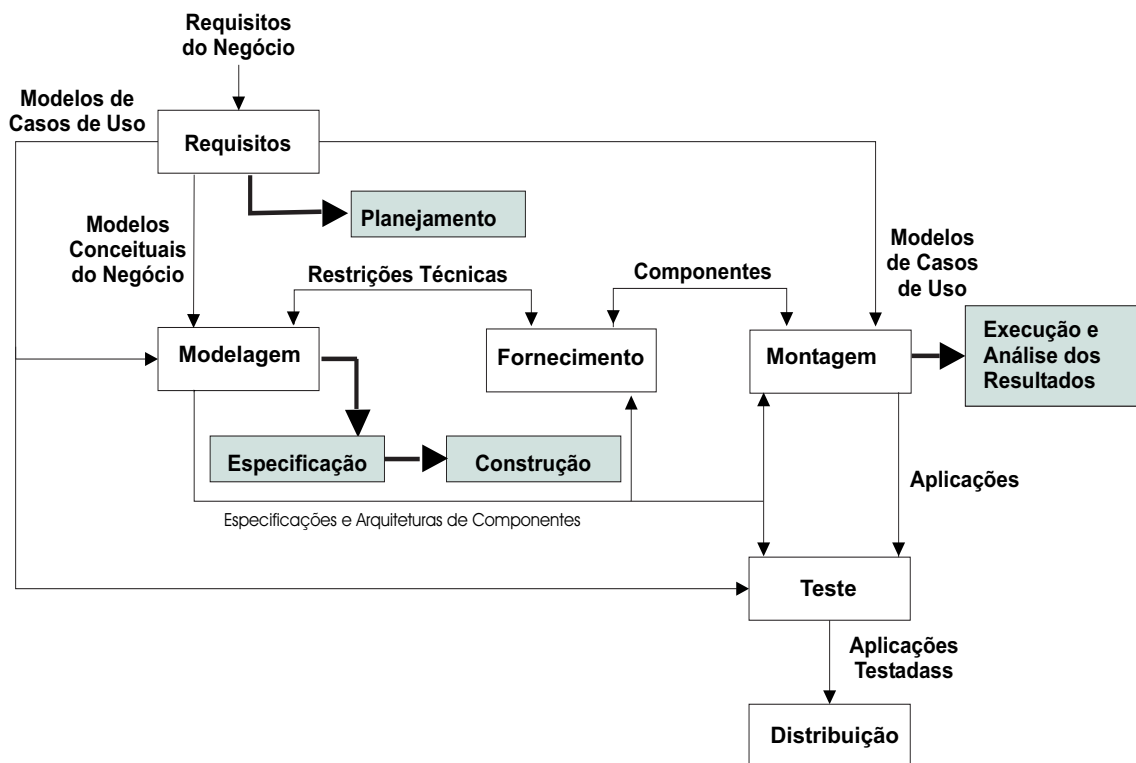 Requisitos
do Negócio
Modelos de
Casos de Uso
Requisitos
Planejamento
Modelos
Conceituais
do Negócio
Restrições Técnicas
Componentes
Modelos
de Casos
de Uso
Modelagem
Fornecimento
Montagem
Execução e
Análise dos
Resultados
Especificação
Construção
Aplicações
Especificações e Arquiteturas de Componentes
Teste
Aplicações
Testadass
Distribuição